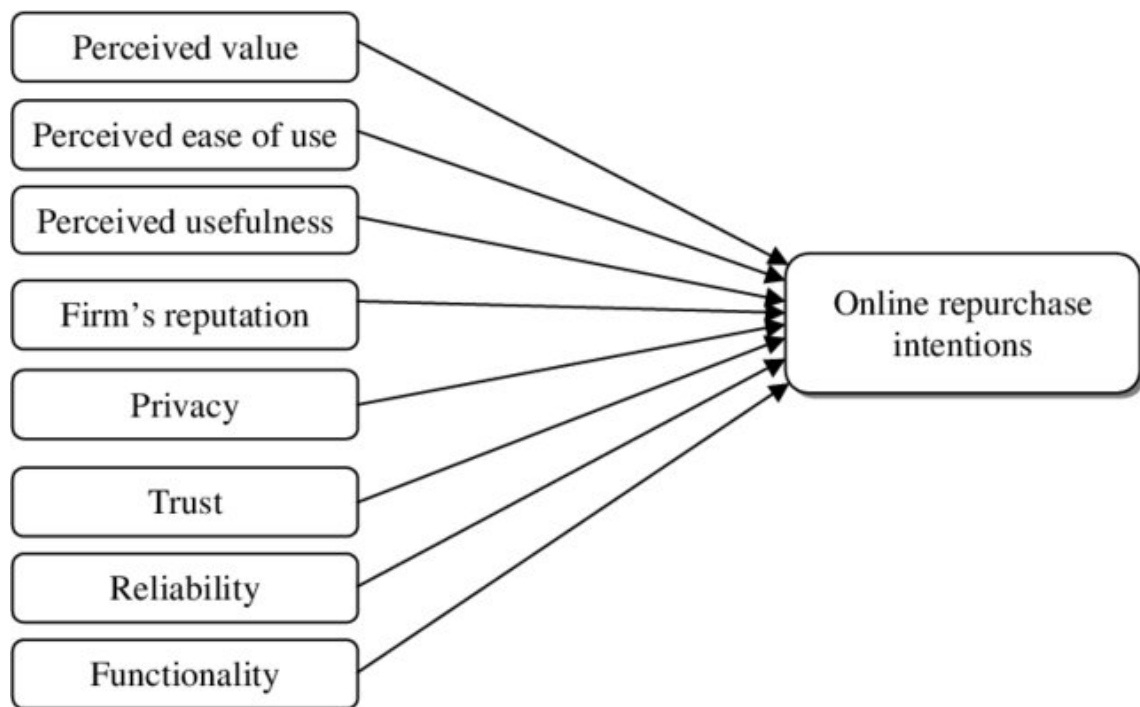 Perceived value
Perceived ease of use
Perceived usefulness
Firm’s reputation
Privacy
Trust
Reliability
Functionality
Online repurchase
intentions